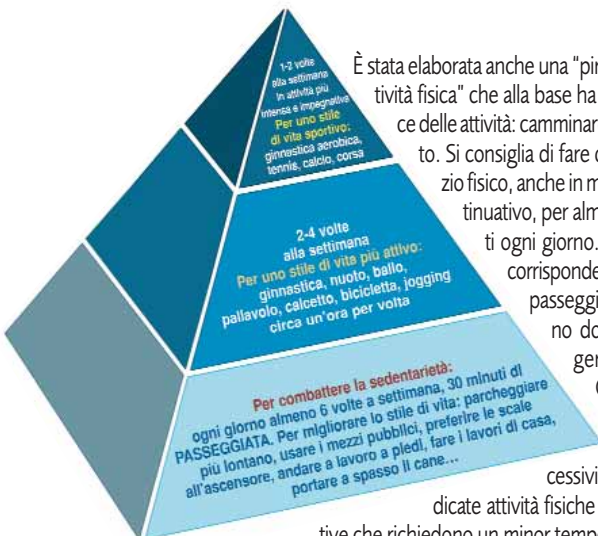 1-2 volte
alla settimana
in attività più
intensa e impegnativa
Per uno stile
di vita sportivo:
ginnastica aerobica,
tennis, calcio, corsa
2-4 volte
alla settimana
Per uno stile di vita più attivo:
ginnastica, nuoto, ballo,
pallavolo, calcetto, bicicletta, jogging
circa un'ora per volta
Per combattere la sedentarietà:
ogni giorno almeno 6 volte a settimana, 30 minuti di
PASSEGGIATA. Per migliorare lo stile di vita: parcheggiare
più lontano, usare i mezzi pubblici, preferire le scale
all'ascensore, andare a lavoro a piedi, fare i lavori di casa,
portare a spasso il cane...
È stata elaborata anche una "pir
tività fisica" che alla base ha
ce delle attività: camminar
to. Si consiglia di fare
zio fisico, anche in m
tinuativo, per alm
ti ogni giorno.
corrisponde
passeggi
no do
ger
cessivi
dicate attività fisiche
tive che richiedono un minor tempo